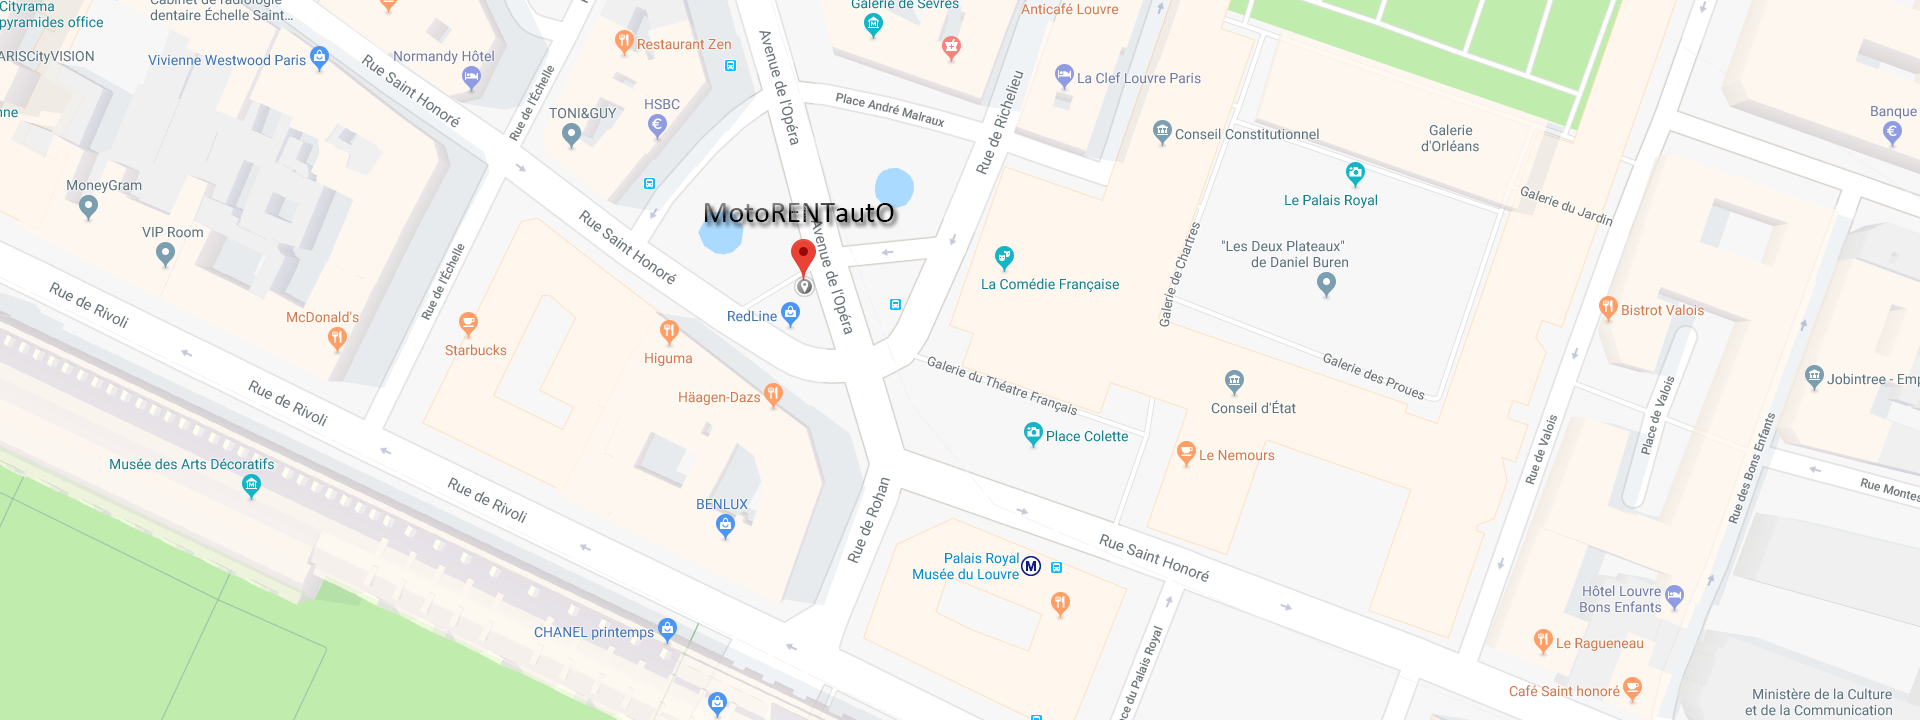 Cityrama
pyramides office
Cabinet de radiologie
dentaire Échelle Saint...
ARISCityVISION
Vivienne Westwood Paris
Normandy Hôtel
Rue Saint Honoré
Rue de l'Échelle
Restaurant Zen
TONI&GUY
HSBC
Avenue de l'Opéra
Galerie de Sèvres
Anticafé Louvre
La Clef Louvre Paris
Place André Malraux
Rue de Richelieu
Conseil Constitutionnel
Galerie
d'Orléans
Le Palais Royal
Galerie du Jardin
Banque
MoneyGram
VIP Room
MotoRENTautO
Rue Saint Honoré
Avenue de l'Opéra
Rue de l'Échelle
Rue de Rivoli
McDonald's
Starbucks
Higuma
RedLine
Häagen-Dazs
La Comédie Française
Galerie de Chartres
"Les Deux Plateaux"
de Daniel Buren
Bistrot Valois
Galerie des Proues
Galerie du Théatre Français
Conseil d'État
Jobintree - Emp
Place de Valois
Rue de Valois
Rue des Bons Enfants
Rue Montes
Place Colette
Le Nemours
Rue de Rivoli
Musée des Arts Décoratifs
Rue de Rivoli
BENLUX
Rue de Rohan
Palais Royal
Musée du Louvre
M
Rue Saint Honoré
Hôtel Louvre
Bons Enfants
CHANEL printemps
Le Ragueneau
Café Saint honoré
ce du Palais Royal
Ministère de la Culture
et de la Communication